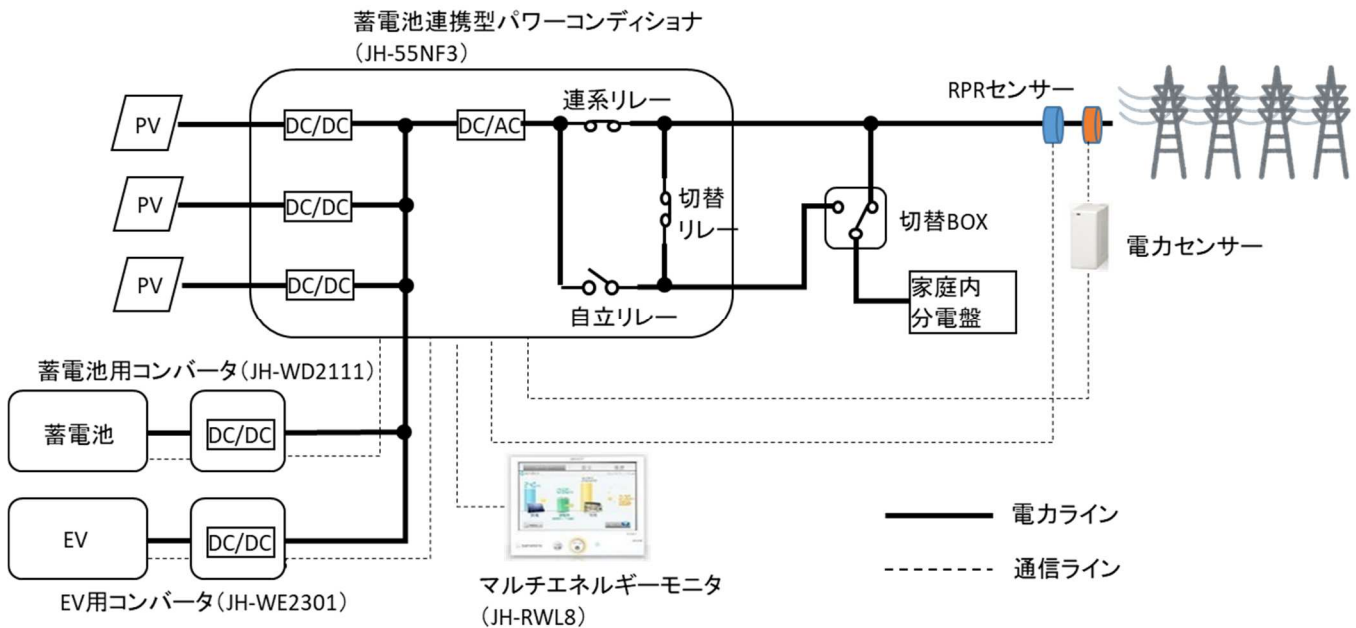 蓄電池連携型パワーコンディショナ
(JH-55NF3)
RPRセンサー
連系リレー
PV
DC/DC
DC/AC
PV
DC/DC
切替
リレー
切替BOX
電力センサー
PV
DC/DC
家庭内
分電盤
自立リレー
蓄電池用コンバータ(JH-WD2111)
蓄電池
DC/DC
EV
DC/DC
電力ライン
通信ライン
マルチエネルギーモニタ
(JH-RWL8)
EV用コンバータ(JH-WE2301)